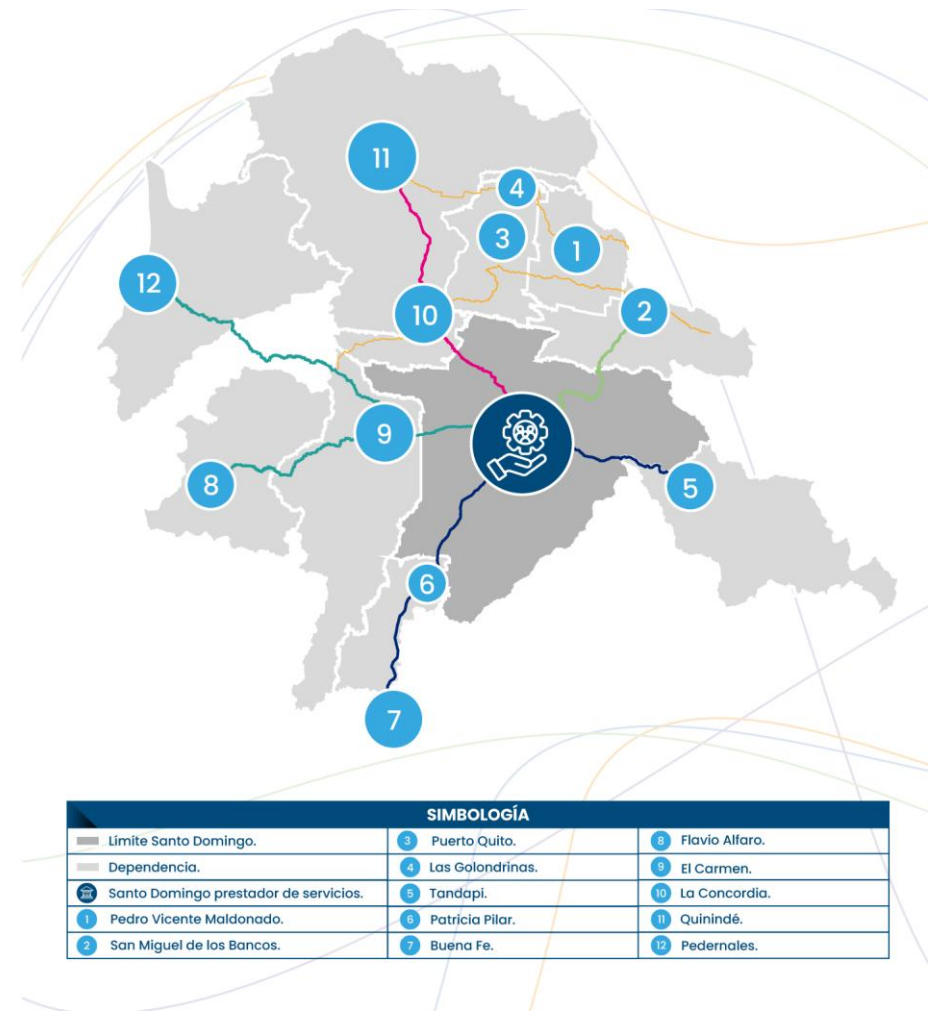 11
4
3
1
12
2
10
9
8
5
6
7
SIMBOLOGÍA
Límite Santo Domingo.
Dependencia.
Santo Domingo prestador de servicios.
1 Pedro Vicente Maldonado.
2 San Miguel de los Bancos.
3 Puerto Quito.
4 Las Golondrinas.
5 Tandapi.
6 Patricia Pilar.
7 Buena Fe.
8 Flavio Alfaro.
9 El Carmen.
10 La Concordia.
11 Quinindé.
12 Pedernales.